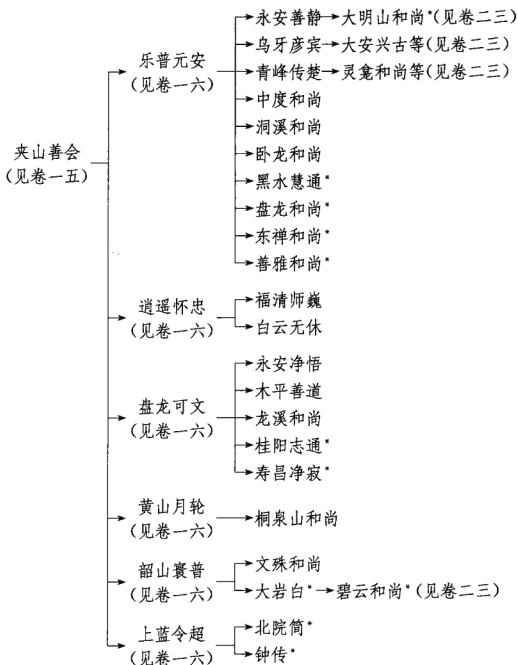 夹山善会
(见卷一五)
乐普元安
(见卷一六)
永安善静→大明山和尚*(见卷二三)
乌牙彦宾→大安兴古等(见卷二三)
青峰传楚→灵龛和尚等(见卷二三)
中度和尚
洞溪和尚
卧龙和尚
黑水慧通*
盘龙和尚*
东禅和尚*
善雅和尚*
逍遥怀忠
(见卷一六)
福清师巍
白云无休
盘龙可文
(见卷一六)
永安净悟
木平善道
龙溪和尚
桂阳志通*
寿昌净寂*
黄山月轮
(见卷一六)
桐泉山和尚
韶山寰普
(见卷一六)
文殊和尚
大岩白*→碧云和尚*(见卷二三)
上蓝令超
(见卷一六)
北院简*
钟传*